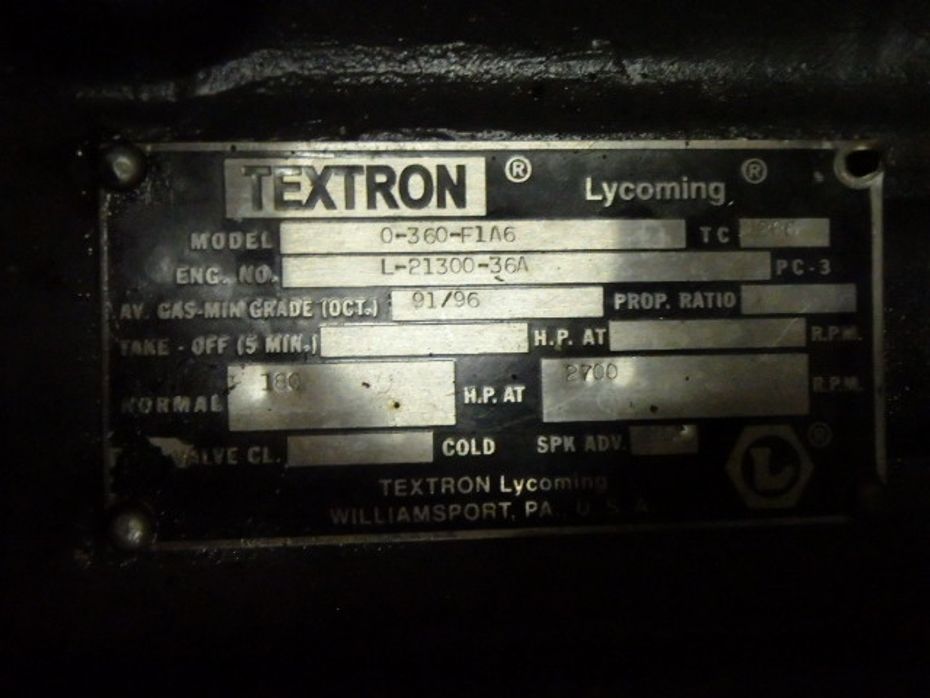 TEXTRON ® Lycoming ®
MODEL O-360-F1A6 TC
ENG. NO. L-21300-36A PC-3
AV. GAS-MIN GRADE (OCT.) 91/96 PROP. RATIO
TAKE - OFF (5 MIN.) H.P. AT R.P.M.
NORMAL 180 H.P. AT 2700 R.P.M.
VALVE CL. COLD SPK ADV. L ®
TEXTRON Lycoming
WILLIAMSPORT, PA., U.S.A.